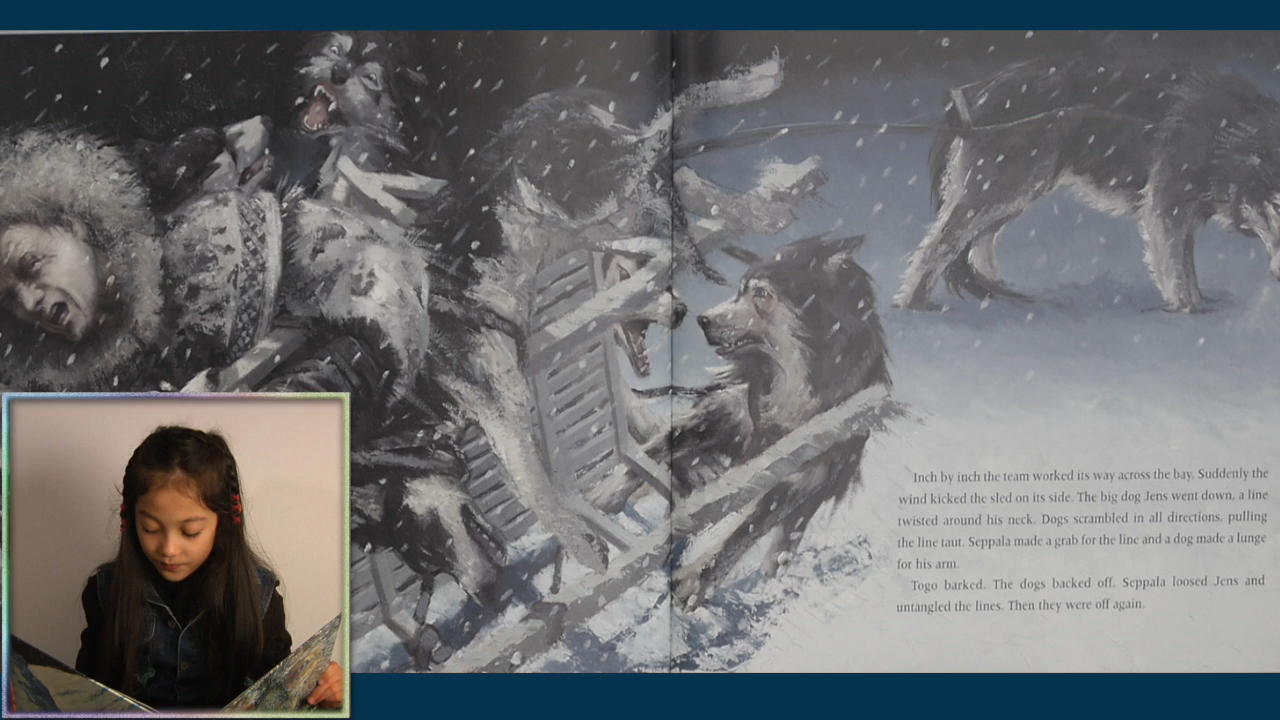 Inch by inch the team worked its way across the bay. Suddenly the
wind kicked the sled on its side. The big dog Jens went down, a line
twisted around his neck. Dogs scrambled in all directions, pulling
the line taut. Seppala made a grab for the line and a dog made a lunge
for his arm.
Togo barked. The dogs backed off. Seppala loosed Jens and
untangled the lines. Then they were off again.